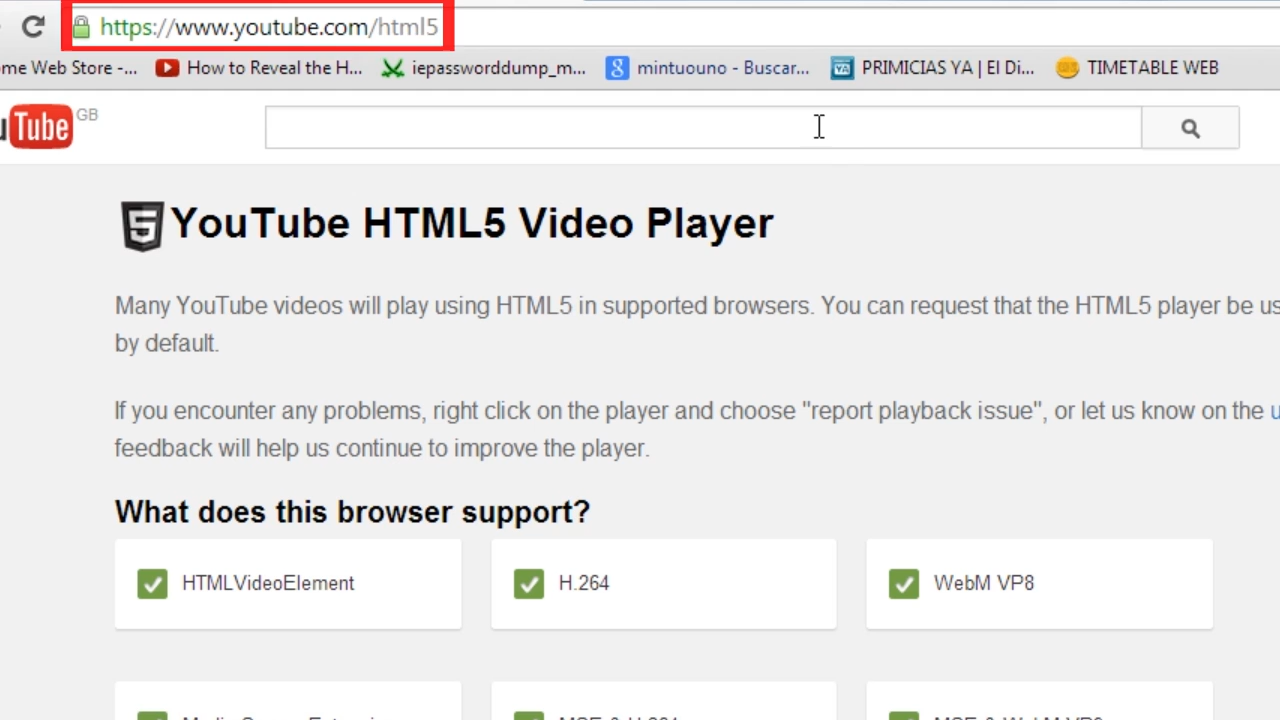 https://www.youtube.com/html5
me Web Store -... How to Reveal the H... iepassworddump_m... mintuouno - Buscar... PRIMICIAS YA | El Di... TIMETABLE WEB
Tube GB
YouTube HTML5 Video Player
Many YouTube videos will play using HTML5 in supported browsers. You can request that the HTML5 player be us
by default.
If you encounter any problems, right click on the player and choose "report playback issue", or let us know on the u
feedback will help us continue to improve the player.
What does this browser support?
HTMLVideoElement H.264 WebM VP8